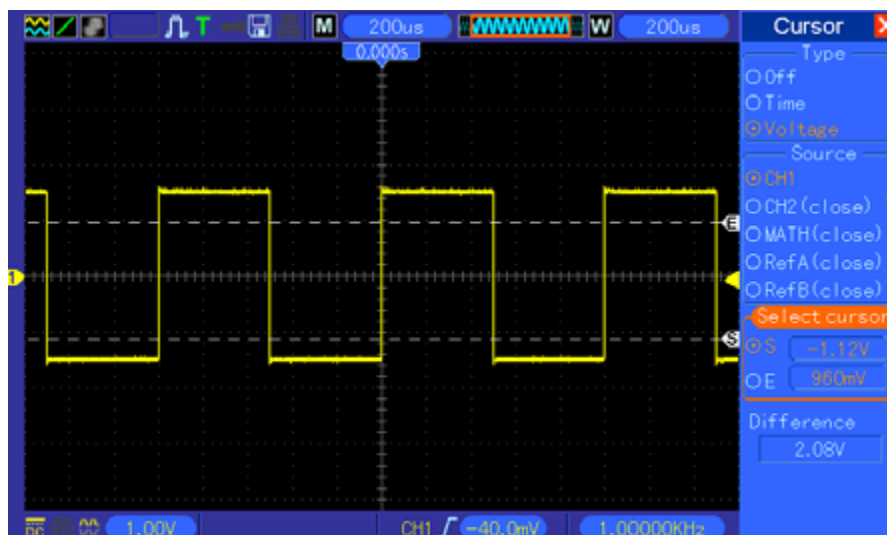 T M 200us W 200us
0.000s
1
E
S
DC 1.00V CH1 -40.0mV 1.00000KHz
Cursor X
Type
Off
Time
Voltage
Source
CH1
CH2(close)
MATH(close)
RefA(close)
RefB(close)
Select cursor
S -1.12V
E 960mV
Difference
2.08V